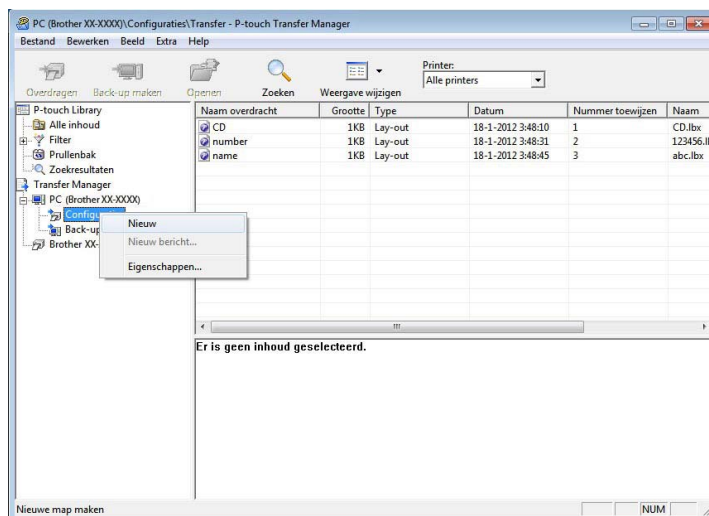 PC (Brother XX-XXXX)\Configuraties\Transfer - P-touch Transfer Manager
Bestand Bewerken Beeld Extra Help
Overdragen Back-up maken Openen Zoeken Weergave wijzigen
Printer:
Alle printers
P-touch Library
Alle inhoud
Filter
Prullenbak
Zoekresultaten
Transfer Manager
PC (Brother XX-XXXX)
Back-up
Brother XX-
Nieuw
Nieuw bericht...
Eigenschappen...
Naam overdracht Grootte Type Datum Nummer toewijzen Naam
CD 1KB Lay-out 18-1-2012 3:48:10 1 CD.lbx
number 1KB Lay-out 18-1-2012 3:48:31 2 123456.l
name 1KB Lay-out 18-1-2012 3:48:45 3 abc.lbx
Er is geen inhoud geselecteerd.
Nieuwe map maken
NUM